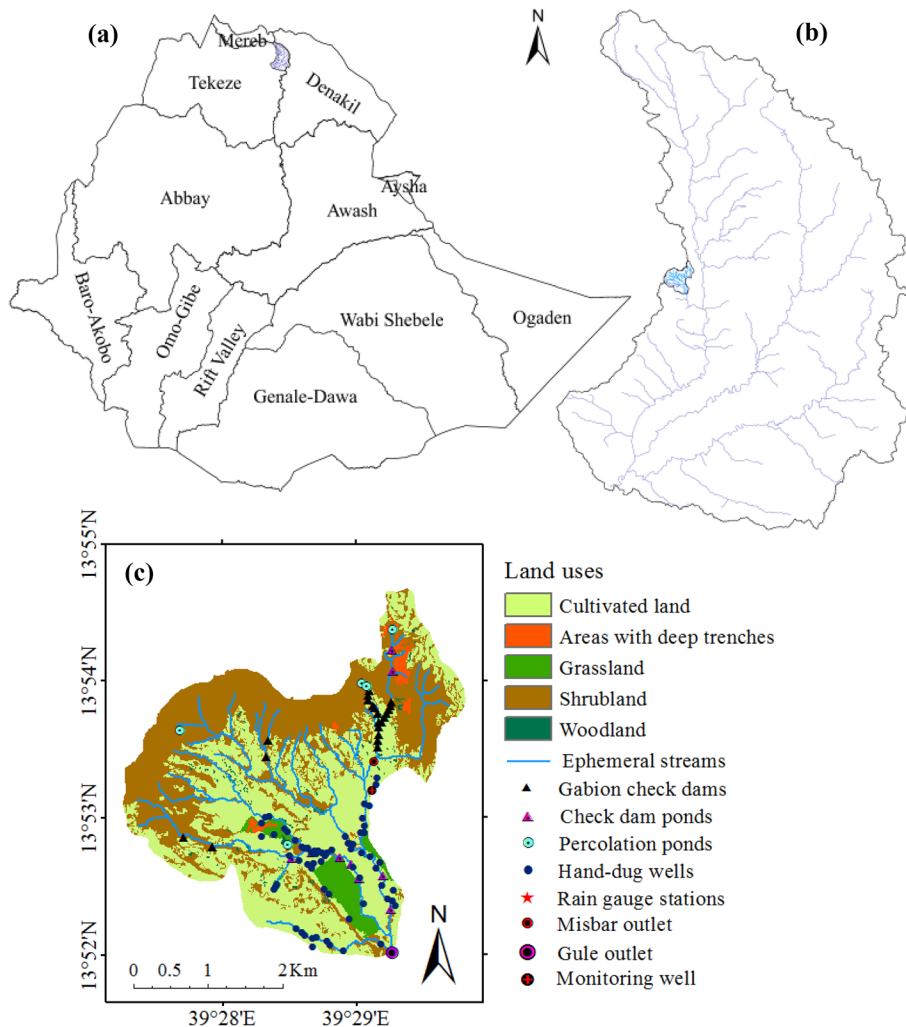 (a)
N
(b)
Mereb
Tekeze
Denakil
Aysha
Abbay
Awash
Baro-Akobo
Omo-Gibe
Rift Valley
Wabi Shebele
Ogaden
Genale-Dawa
13°55'N
(c)
13°54'N
13°53'N
13°52'N
N
0 0.5 1 2 Km
39°28'E
39°29'E
Land uses
Cultivated land
Areas with deep trenches
Grassland
Shrubland
Woodland
Ephemeral streams
Gabion check dams
Check dam ponds
Percolation ponds
Hand-dug wells
Rain gauge stations
Misbar outlet
Gule outlet
Monitoring well